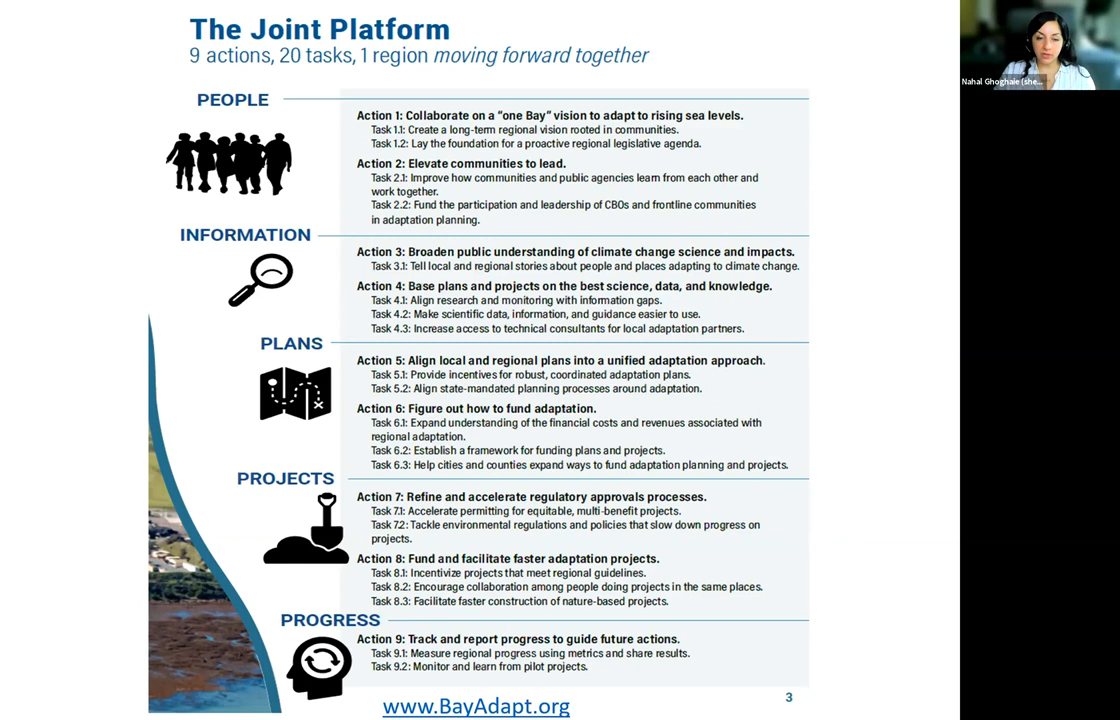 The Joint Platform
9 actions, 20 tasks, 1 region moving forward together
PEOPLE
Action 1: Collaborate on a “one Bay” vision to adapt to rising sea levels.
Task 1.1: Create a long-term regional vision rooted in communities.
Task 1.2: Lay the foundation for a proactive regional legislative agenda.
Action 2: Elevate communities to lead.
Task 2.1: Improve how communities and public agencies learn from each other and
work together.
Task 2.2: Fund the participation and leadership of CBOs and frontline communities
in adaptation planning.
INFORMATION
Action 3: Broaden public understanding of climate change science and impacts.
Task 3.1: Tell local and regional stories about people and places adapting to climate change.
Action 4: Base plans and projects on the best science, data, and knowledge.
Task 4.1: Align research and monitoring with information gaps.
Task 4.2: Make scientific data, information, and guidance easier to use.
Task 4.3: Increase access to technical consultants for local adaptation partners.
PLANS
Action 5: Align local and regional plans into a unified adaptation approach.
Task 5.1: Provide incentives for robust, coordinated adaptation plans.
Task 5.2: Align state-mandated planning processes around adaptation.
Action 6: Figure out how to fund adaptation.
Task 6.1: Expand understanding of the financial costs and revenues associated with
regional adaptation.
Task 6.2: Establish a framework for funding plans and projects.
Task 6.3: Help cities and counties expand ways to fund adaptation planning and projects.
PROJECTS
Action 7: Refine and accelerate regulatory approvals processes.
Task 7.1: Accelerate permitting for equitable, multi-benefit projects.
Task 7.2: Tackle environmental regulations and policies that slow down progress on
projects.
Action 8: Fund and facilitate faster adaptation projects.
Task 8.1: Incentivize projects that meet regional guidelines.
Task 8.2: Encourage collaboration among people doing projects in the same places.
Task 8.3: Facilitate faster construction of nature-based projects.
PROGRESS
Action 9: Track and report progress to guide future actions.
Task 9.1: Measure regional progress using metrics and share results.
Task 9.2: Monitor and learn from pilot projects.
www.BayAdapt.org
3
Nahal Ghoghaie (she...